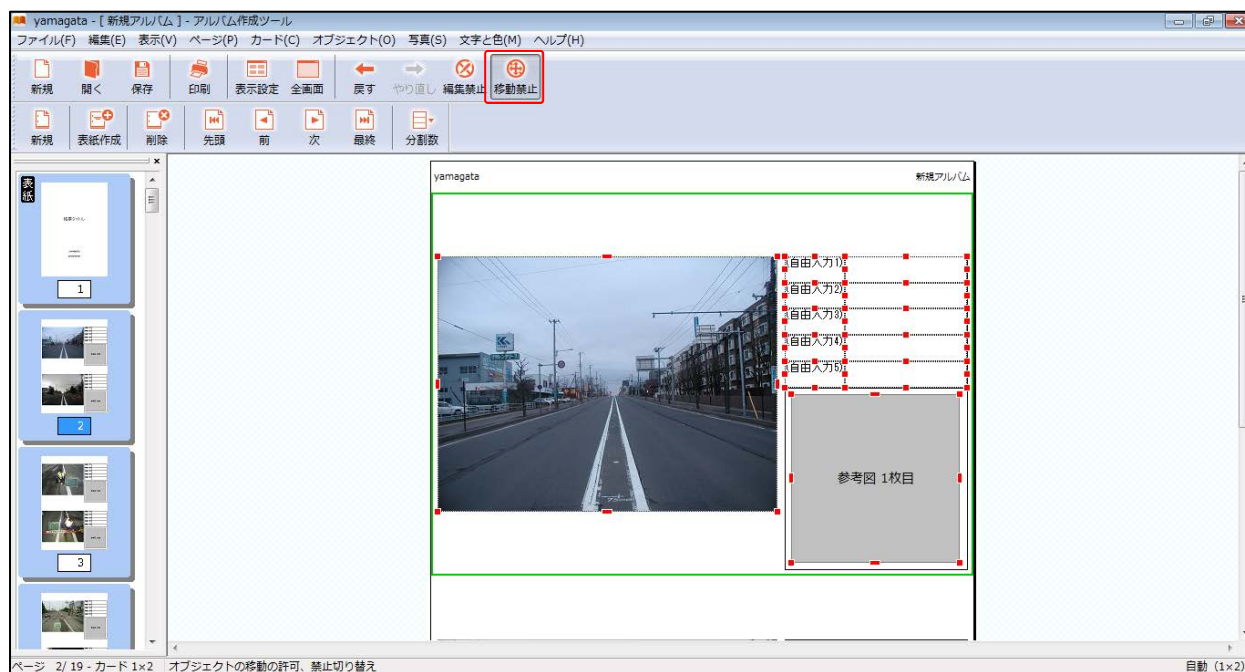 yamagata - [ 新規アルバム ] - アルバム作成ツール
ファイル(F) 編集(E) 表示(V) ページ(P) カード(C) オブジェクト(O) 写真(S) 文字と色(M) ヘルプ(H)
新規 開く 保存 印刷 表示設定 全画面 戻す やり直し 編集禁止 移動禁止
新規 表紙作成 削除 先頭 前 次 最終 分割数
表紙
1
2
3
yamagata 新規アルバム
(自由入力1)
(自由入力2)
(自由入力3)
(自由入力4)
(自由入力5)
参考図 1枚目
ページ 2/ 19 - カード 1×2 オブジェクトの移動の許可、禁止切り替え 自動 (1×2)